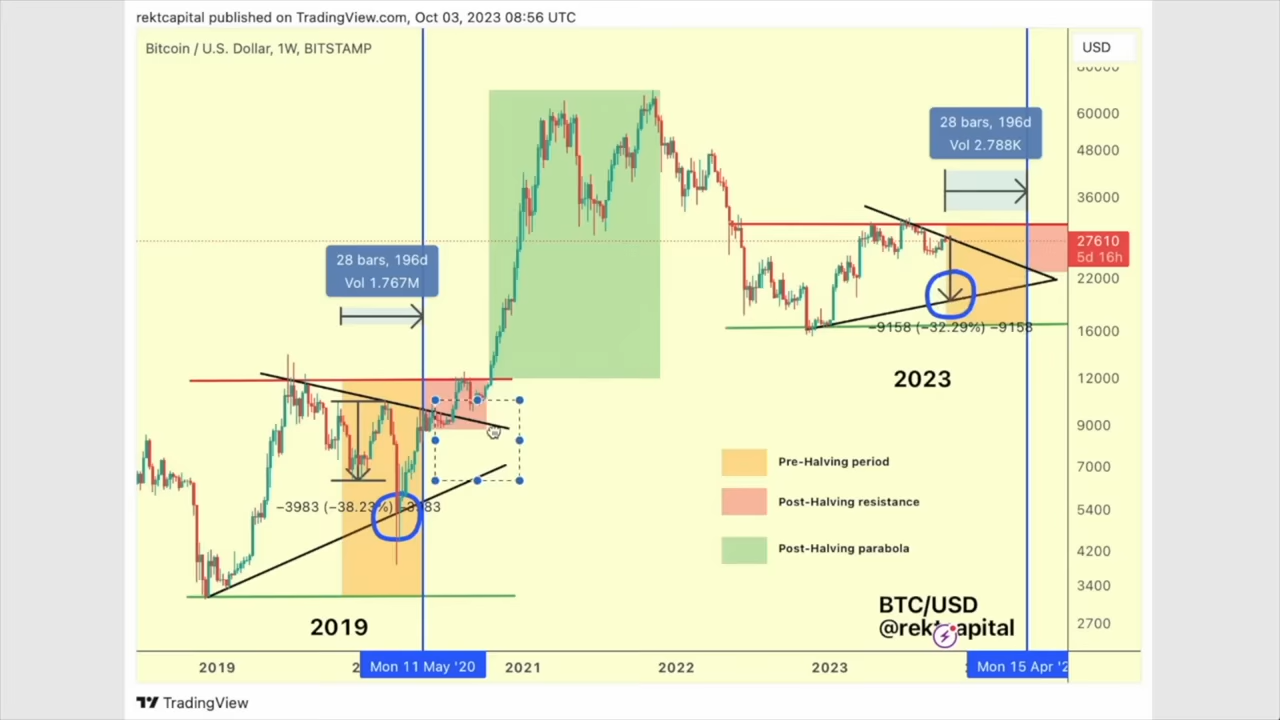 rektcapital published on TradingView.com, Oct 03, 2023 08:56 UTC
Bitcoin / U.S. Dollar, 1W, BITSTAMP
USD
80000
60000
48000
36000
27610
5d 16h
22000
16000
12000
9000
7000
5400
4200
3400
2700
28 bars, 196d
Vol 2.788K
28 bars, 196d
Vol 1.767M
−9158 (−32.29%) −9158
2023
−3983 (−38.23%) −3983
Pre-Halving period
Post-Halving resistance
Post-Halving parabola
2019
BTC/USD
@rektcapital
2019
Mon 11 May '20
2021
2022
2023
Mon 15 Apr '2
TradingView